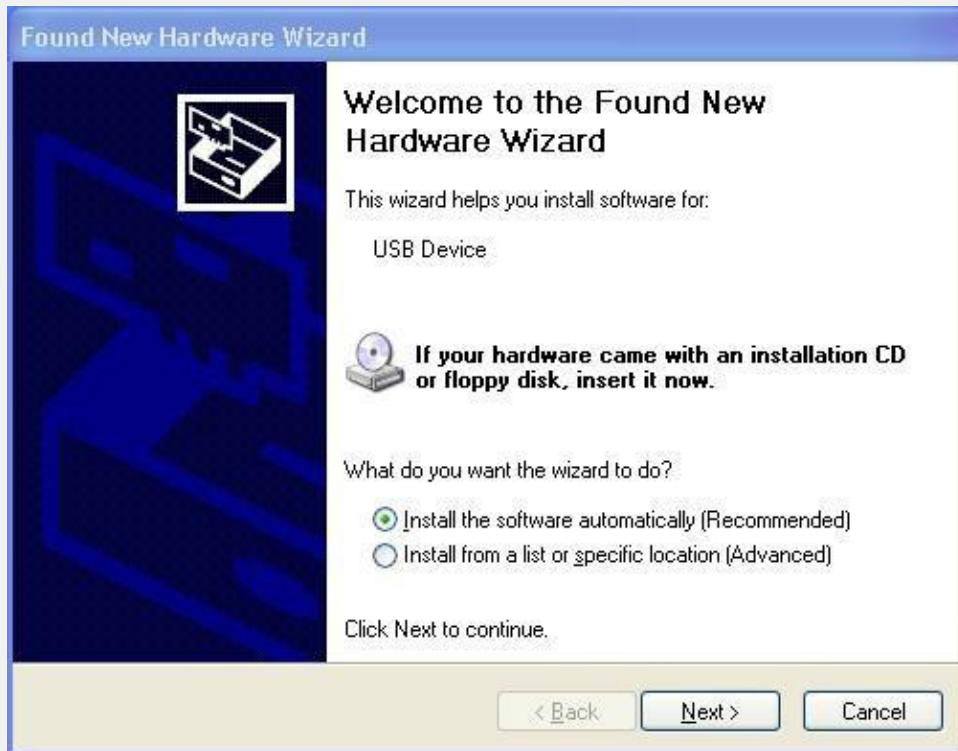 Found New Hardware Wizard
Welcome to the Found New
Hardware Wizard
This wizard helps you install software for:
USB Device
If your hardware came with an installation CD
or floppy disk, insert it now.
What do you want the wizard to do?
Install the software automatically (Recommended)
Install from a list or specific location (Advanced)
Click Next to continue.
< Back Next > Cancel